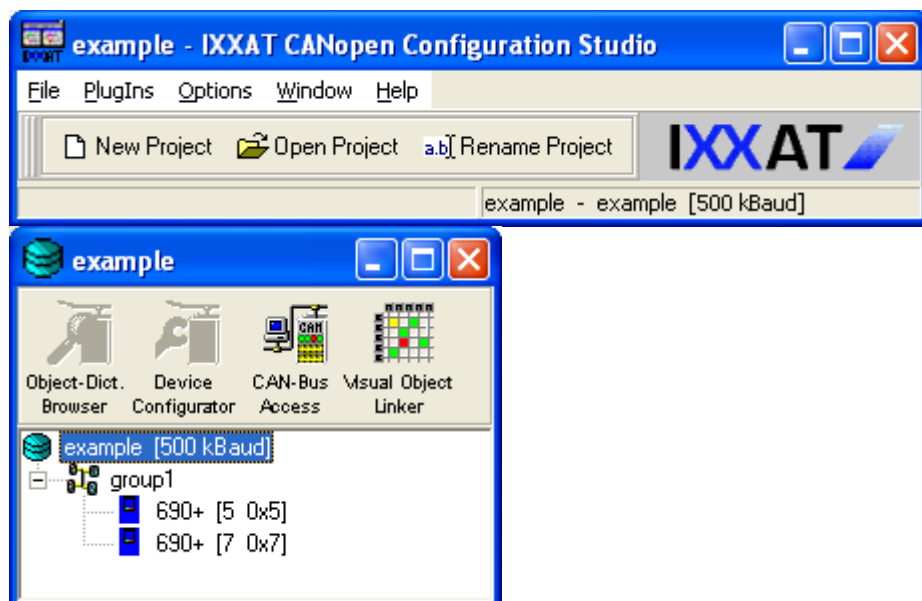 example - IXXAT CANopen Configuration Studio
File PlugIns Options Window Help
New Project Open Project a.b Rename Project IXXAT
example - example [500 kBaud]
example
Object-Dict. Browser Device Configurator CAN-Bus Access Visual Object Linker
example [500 kBaud]
group1
690+ [5 0x5]
690+ [7 0x7]